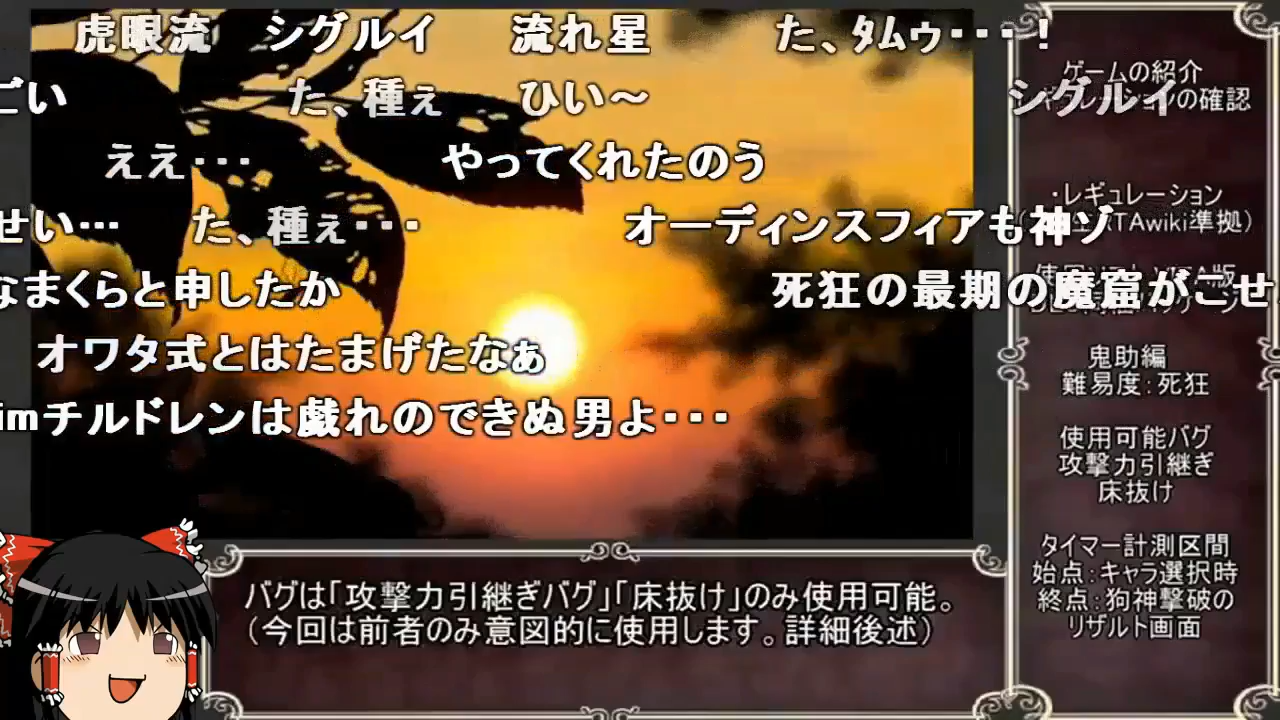 虎眼流 シグルイ 流れ星 た、タムゥ・・・！
ごい た、種ぇ ひい～ シグルイ
ええ・・・ やってくれたのう
せい… た、種ぇ・・・ オーディンスフィアも神ゾ
なまくらと申したか 死狂の最期の魔窟がこせ
オワタ式とはたまげたなぁ
imチルドレンは戯れのできぬ男よ・・・
ゲームの紹介
の確認
・レギュレーション
TAwiki準拠）
鬼助編
難易度：死狂
使用可能バグ
攻撃力引継ぎ
床抜け
タイマー計測区間
始点：キャラ選択時
終点：狗神撃破の
リザルト画面
バグは「攻撃力引継ぎバグ」「床抜け」のみ使用可能。
（今回は前者のみ意図的に使用します。詳細後述）